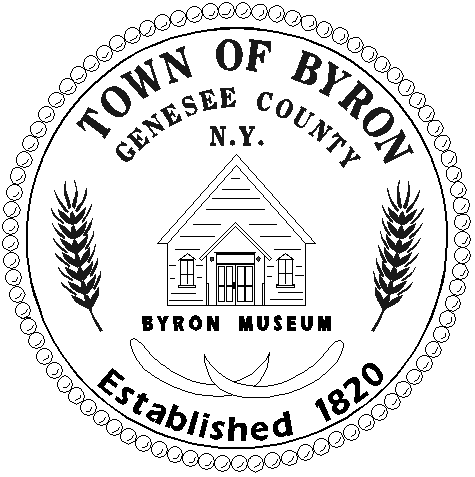 TOWN OF BYRON
GENESEE COUNTY
N.Y.
BYRON MUSEUM
Established 1820